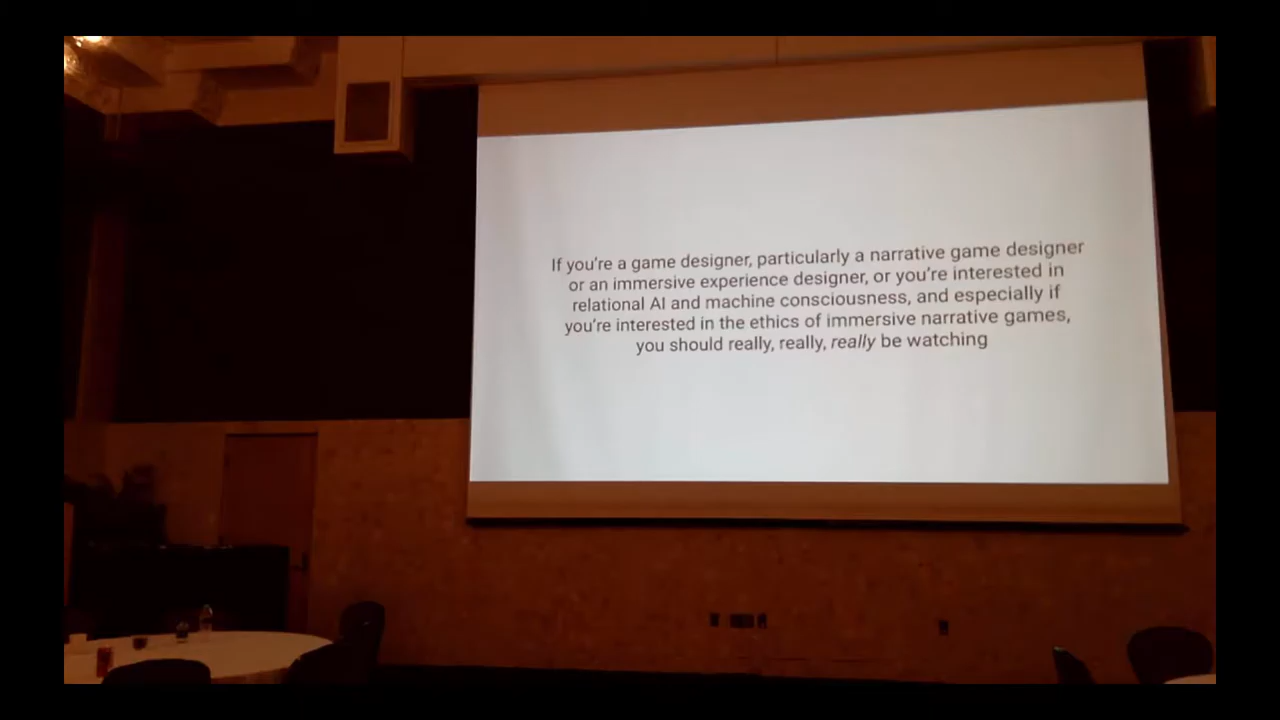 If you're a game designer, particularly a narrative game designer
or an immersive experience designer, or you're interested in
relational AI and machine consciousness, and especially if
you're interested in the ethics of immersive narrative games,
you should really, really, really be watching